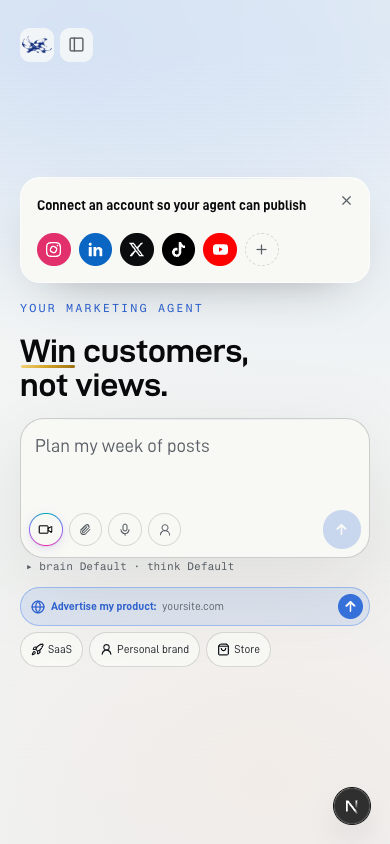 Connect an account so your agent can publish
YOUR MARKETING AGENT
Win customers,
not views.
Plan my week of posts
▸ brain Default · think Default
Advertise my product: yoursite.com
SaaS
Personal brand
Store